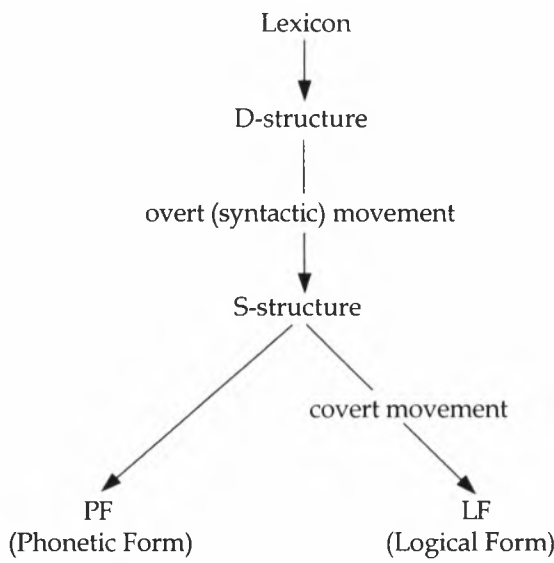 Lexicon
D-structure
overt (syntactic) movement
S-structure
covert movement
PF
(Phonetic Form)
LF
(Logical Form)